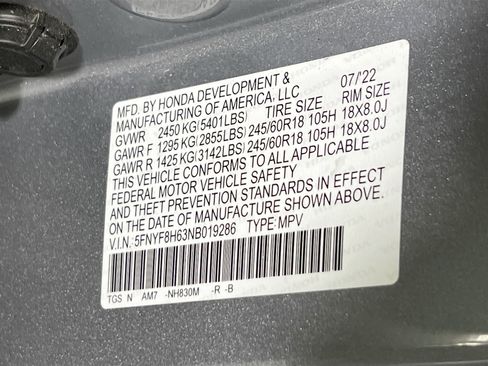 MFD. BY HONDA DEVELOPMENT & 07/'22
MANUFACTURING OF AMERICA, LLC TIRE SIZE RIM SIZE
GVWR 2450 KG(5401LBS)
GAWR F 1295 KG(2855LBS) 245/60R18 105H 18X8.0J
GAWR R 1425 KG(3142LBS) 245/60R18 105H 18X8.0J
THIS VEHICLE CONFORMS TO ALL APPLICABLE
FEDERAL MOTOR VEHICLE SAFETY
AND THEFT PREVENTION STANDARDS IN EFFECT
ON THE DATE OF MANUFACTURE SHOWN ABOVE.
V.I.N. 5FNYF8H63NB019286 TYPE: MPV
TGS N AM7 -NH830M -R -B